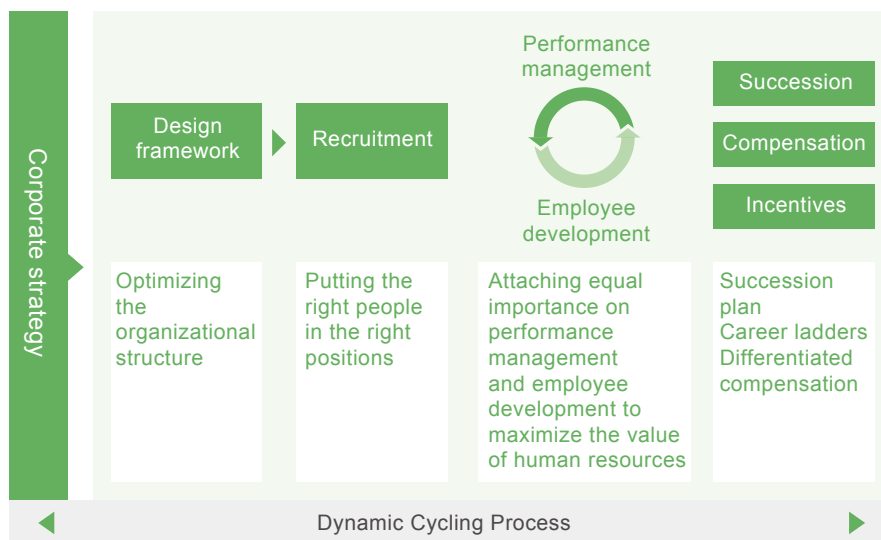 Corporate strategy
Design
framework
Recruitment
Performance
management
Employee
development
Succession
Compensation
Incentives
Optimizing
the
organizational
structure
Putting the
right people
in the right
positions
Attaching equal
importance on
performance
management
and employee
development to
maximize the value
of human resources
Succession
plan
Career ladders
Differentiated
compensation
Dynamic Cycling Process